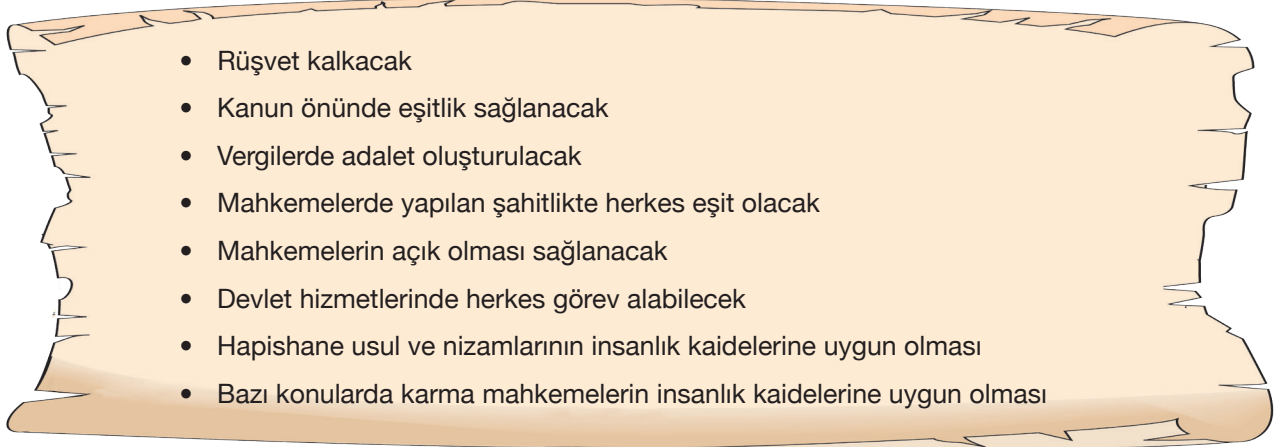 • Rüşvet kalkacak
• Kanun önünde eşitlik sağlanacak
• Vergilerde adalet oluşturulacak
• Mahkemelerde yapılan şahitlikte herkes eşit olacak
• Mahkemelerin açık olması sağlanacak
• Devlet hizmetlerinde herkes görev alabilecek
• Hapishane usul ve nizamlarının insanlık kaidelerine uygun olması
• Bazı konularda karma mahkemelerin insanlık kaidelerine uygun olması